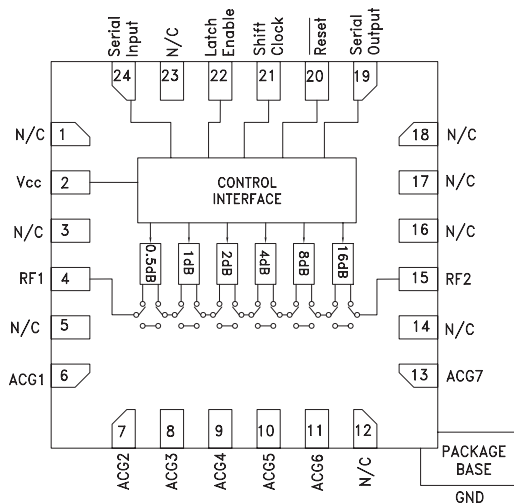 Serial Input
N/C
Latch Enable
Shift Clock
Reset
Serial Output
24
23
22
21
20
19
N/C 1
18 N/C
Vcc 2
17 N/C
CONTROL
INTERFACE
N/C 3
16 N/C
0.5dB
1dB
2dB
4dB
8dB
16dB
RF1 4
15 RF2
N/C 5
14 N/C
ACG1 6
13 ACG7
7
8
9
10
11
12
ACG2
ACG3
ACG4
ACG5
ACG6
N/C
PACKAGE
BASE
GND